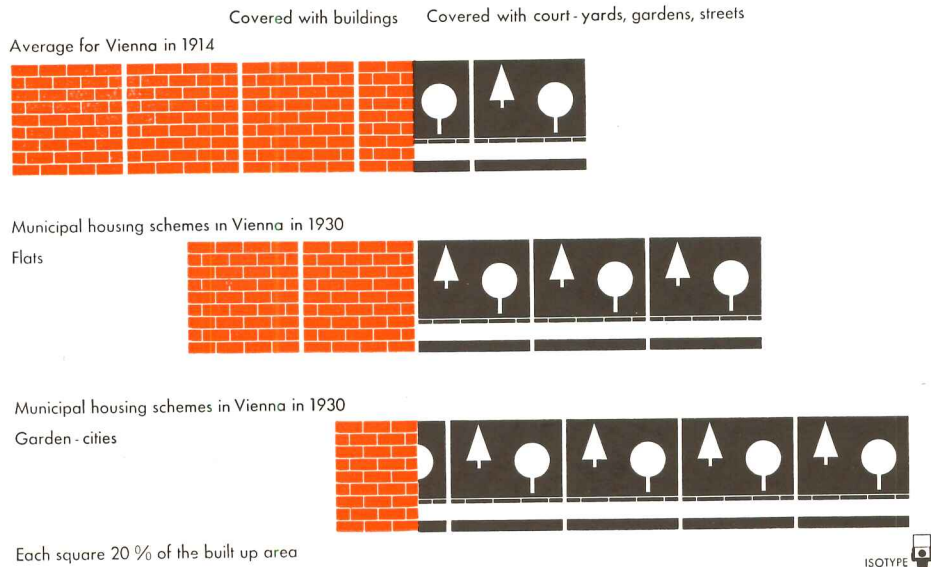 Covered with buildings Covered with court-yards, gardens, streets
Average for Vienna in 1914
Municipal housing schemes in Vienna in 1930
Flats
Municipal housing schemes in Vienna in 1930
Garden-cities
Each square 20% of the built up area
ISOTYPE